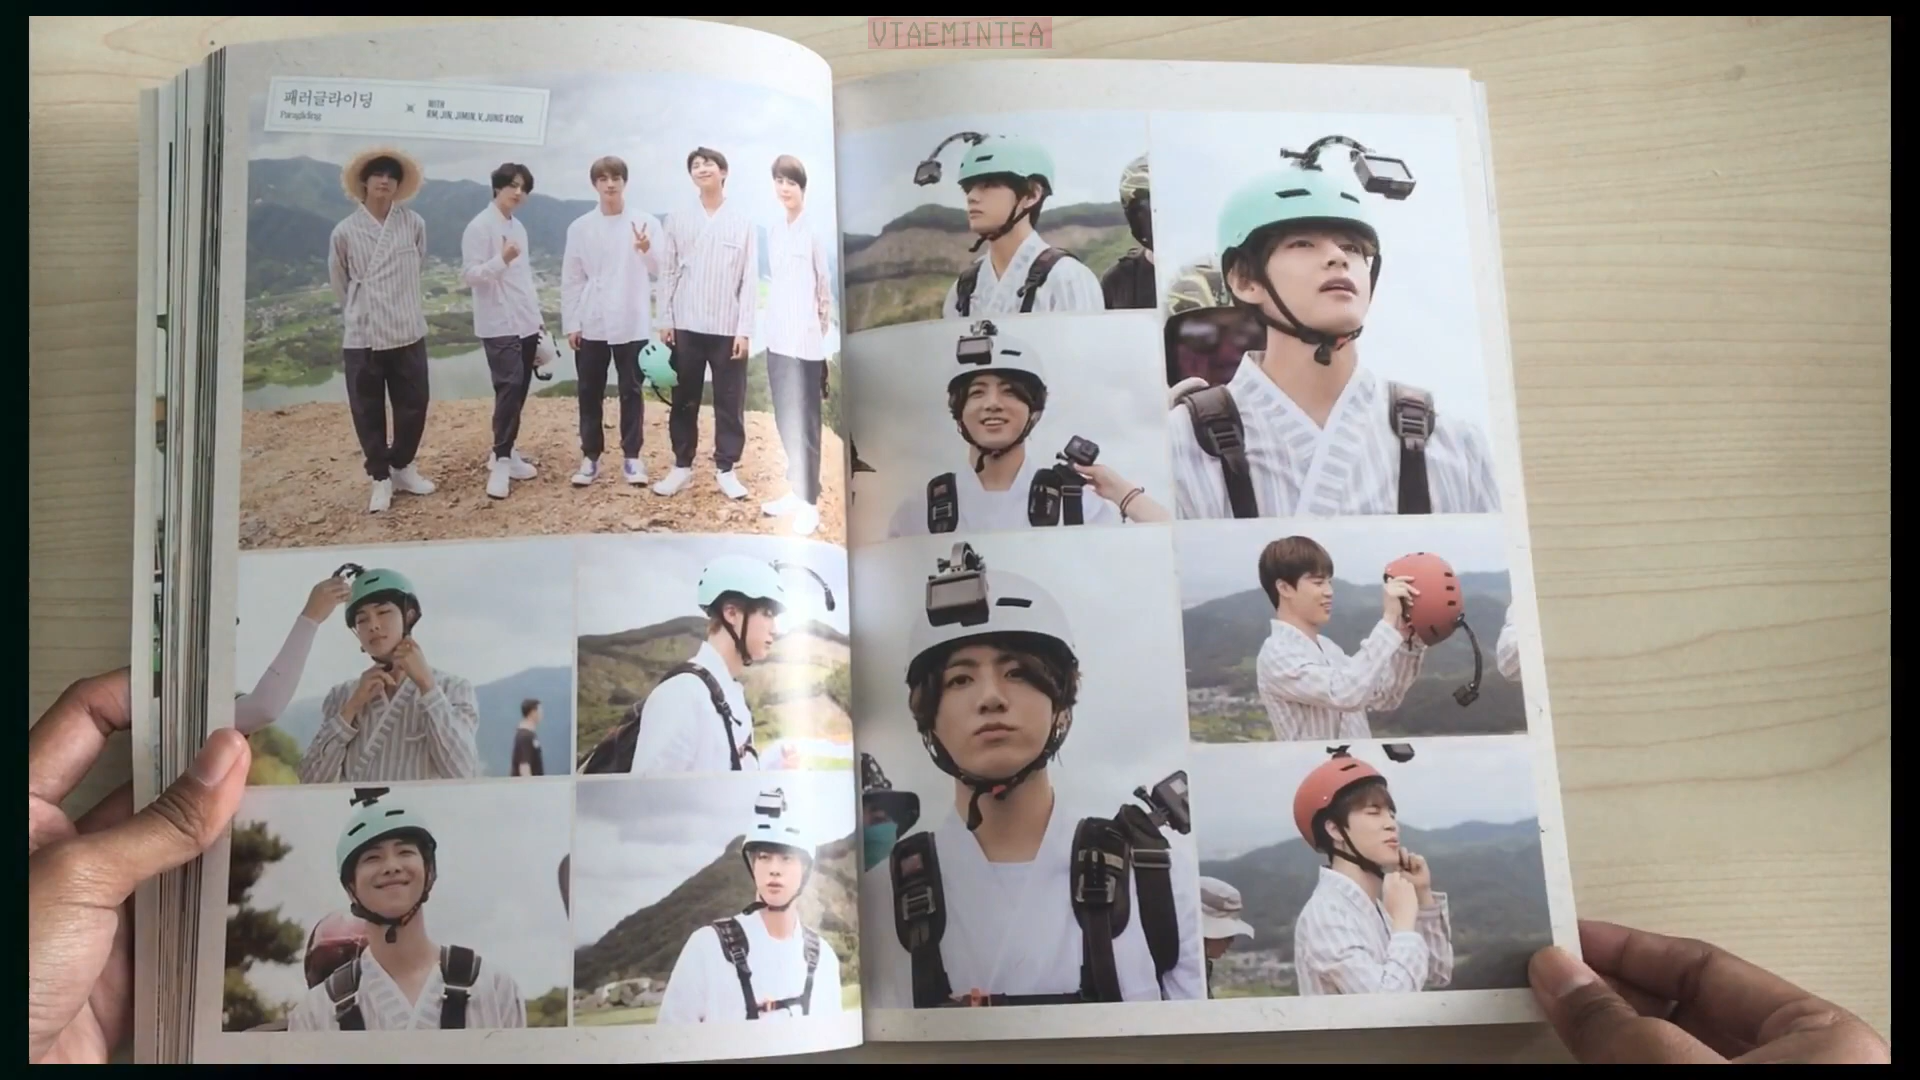 VTAEMINTEA
패러글라이딩
Paragliding
WITH
RM, JIN, JIMIN, V, JUNG KOOK